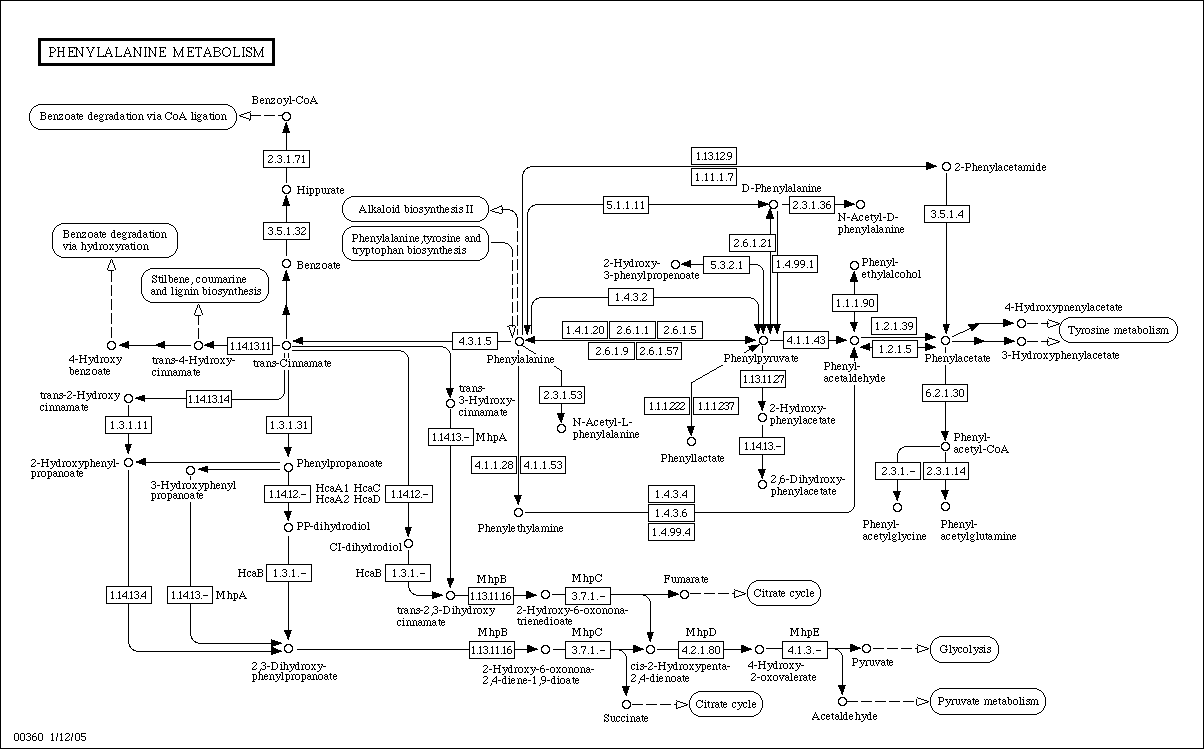 PHENYLALANINE METABOLISM
Benzoyl-CoA
Benzoate degradation via CoA ligation
2.3.1.71
Hippurate
3.5.1.32
Benzoate
Benzoate degradation
via hydroxyration
Stilbene, coumarine
and lignin biosynthesis
Alkaloid biosynthesis II
Phenylalanine,tyrosine and
tryptophan biosynthesis
1.13.12.9
1.11.1.7
2-Phenylacetamide
D-Phenylalanine
5.1.1.11
2.3.1.36
N-Acetyl-D-
phenylalanine
3.5.1.4
2.6.1.21
1.4.99.1
2-Hydroxy-
3-phenylpropenoate
5.3.2.1
Phenyl-
ethylalcohol
1.4.3.2
1.1.1.90
4-Hydroxypnenylacetate
Tyrosine metabolism
3-Hydroxyphenylacetate
4-Hydroxy
benzoate
trans-4-Hydroxy-
cinnamate
1.14.13.11
trans-Cinnamate
4.3.1.5
Phenylalanine
1.4.1.20
2.6.1.1
2.6.1.5
2.6.1.9
2.6.1.57
Phenylpyruvate
4.1.1.43
Phenyl-
acetaldehyde
1.2.1.39
1.2.1.5
Phenylacetate
trans-2-Hydroxy
cinnamate
1.14.13.14
trans-
3-Hydroxy-
cinnamate
2.3.1.53
N-Acetyl-L-
phenylalanine
1.1.1.222
1.1.1.237
Phenyllactate
1.13.11.27
2-Hydroxy-
phenylacetate
1.14.13.-
2,6-Dihydroxy-
phenylacetate
6.2.1.30
Phenyl-
acetyl-CoA
2.3.1.-
2.3.1.14
Phenyl-
acetylglycine
Phenyl-
acetylglutamine
1.3.1.11
1.3.1.31
1.14.13.-
MhpA
2-Hydroxyphenyl-
propanoate
Phenylpropanoate
3-Hydroxyphenyl
propanoate
4.1.1.28
4.1.1.53
1.14.12.-
HcaA1 HcaC
HcaA2 HcaD
1.14.12.-
1.4.3.4
1.4.3.6
1.4.99.4
Phenylethylamine
PP-dihydrodiol
CI-dihydrodiol
HcaB
1.3.1.-
HcaB
1.3.1.-
1.14.13.4
1.14.13.-
MhpA
trans-2,3-Dihydroxy
cinnamate
MhpB
1.13.11.16
2-Hydroxy-6-oxonona-
trienedioate
MhpC
3.7.1.-
Fumarate
Citrate cycle
2,3-Dihydroxy-
phenylpropanoate
MhpB
1.13.11.16
2-Hydroxy-6-oxonona-
2,4-diene-1,9-dioate
MhpC
3.7.1.-
cis-2-Hydroxypenta-
2,4-dienoate
MhpD
4.2.1.80
4-Hydroxy-
2-oxovalerate
MhpE
4.1.3.-
Pyruvate
Glycolysis
Succinate
Citrate cycle
Acetaldehyde
Pyruvate metabolism
00360 1/12/05